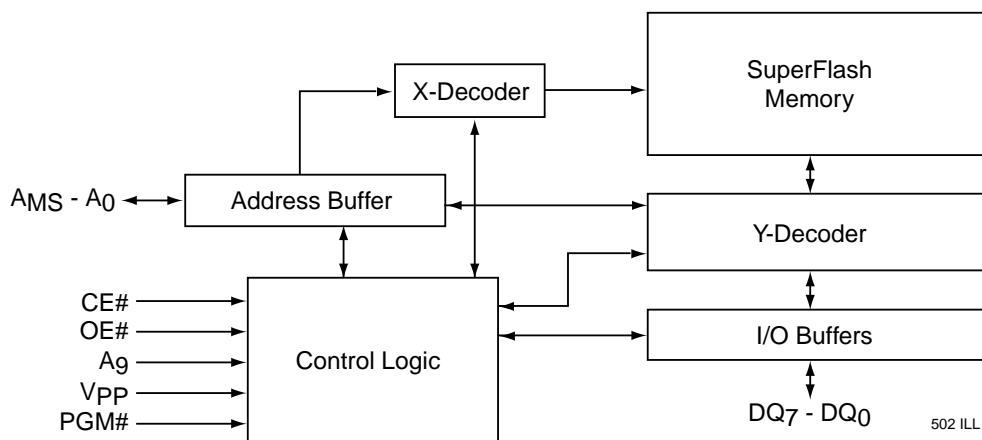 SuperFlash
Memory
X-Decoder
AMS - A0
Address Buffer
Y-Decoder
CE#
OE#
A9
VPP
PGM#
Control Logic
I/O Buffers
DQ7 - DQ0
502 ILL